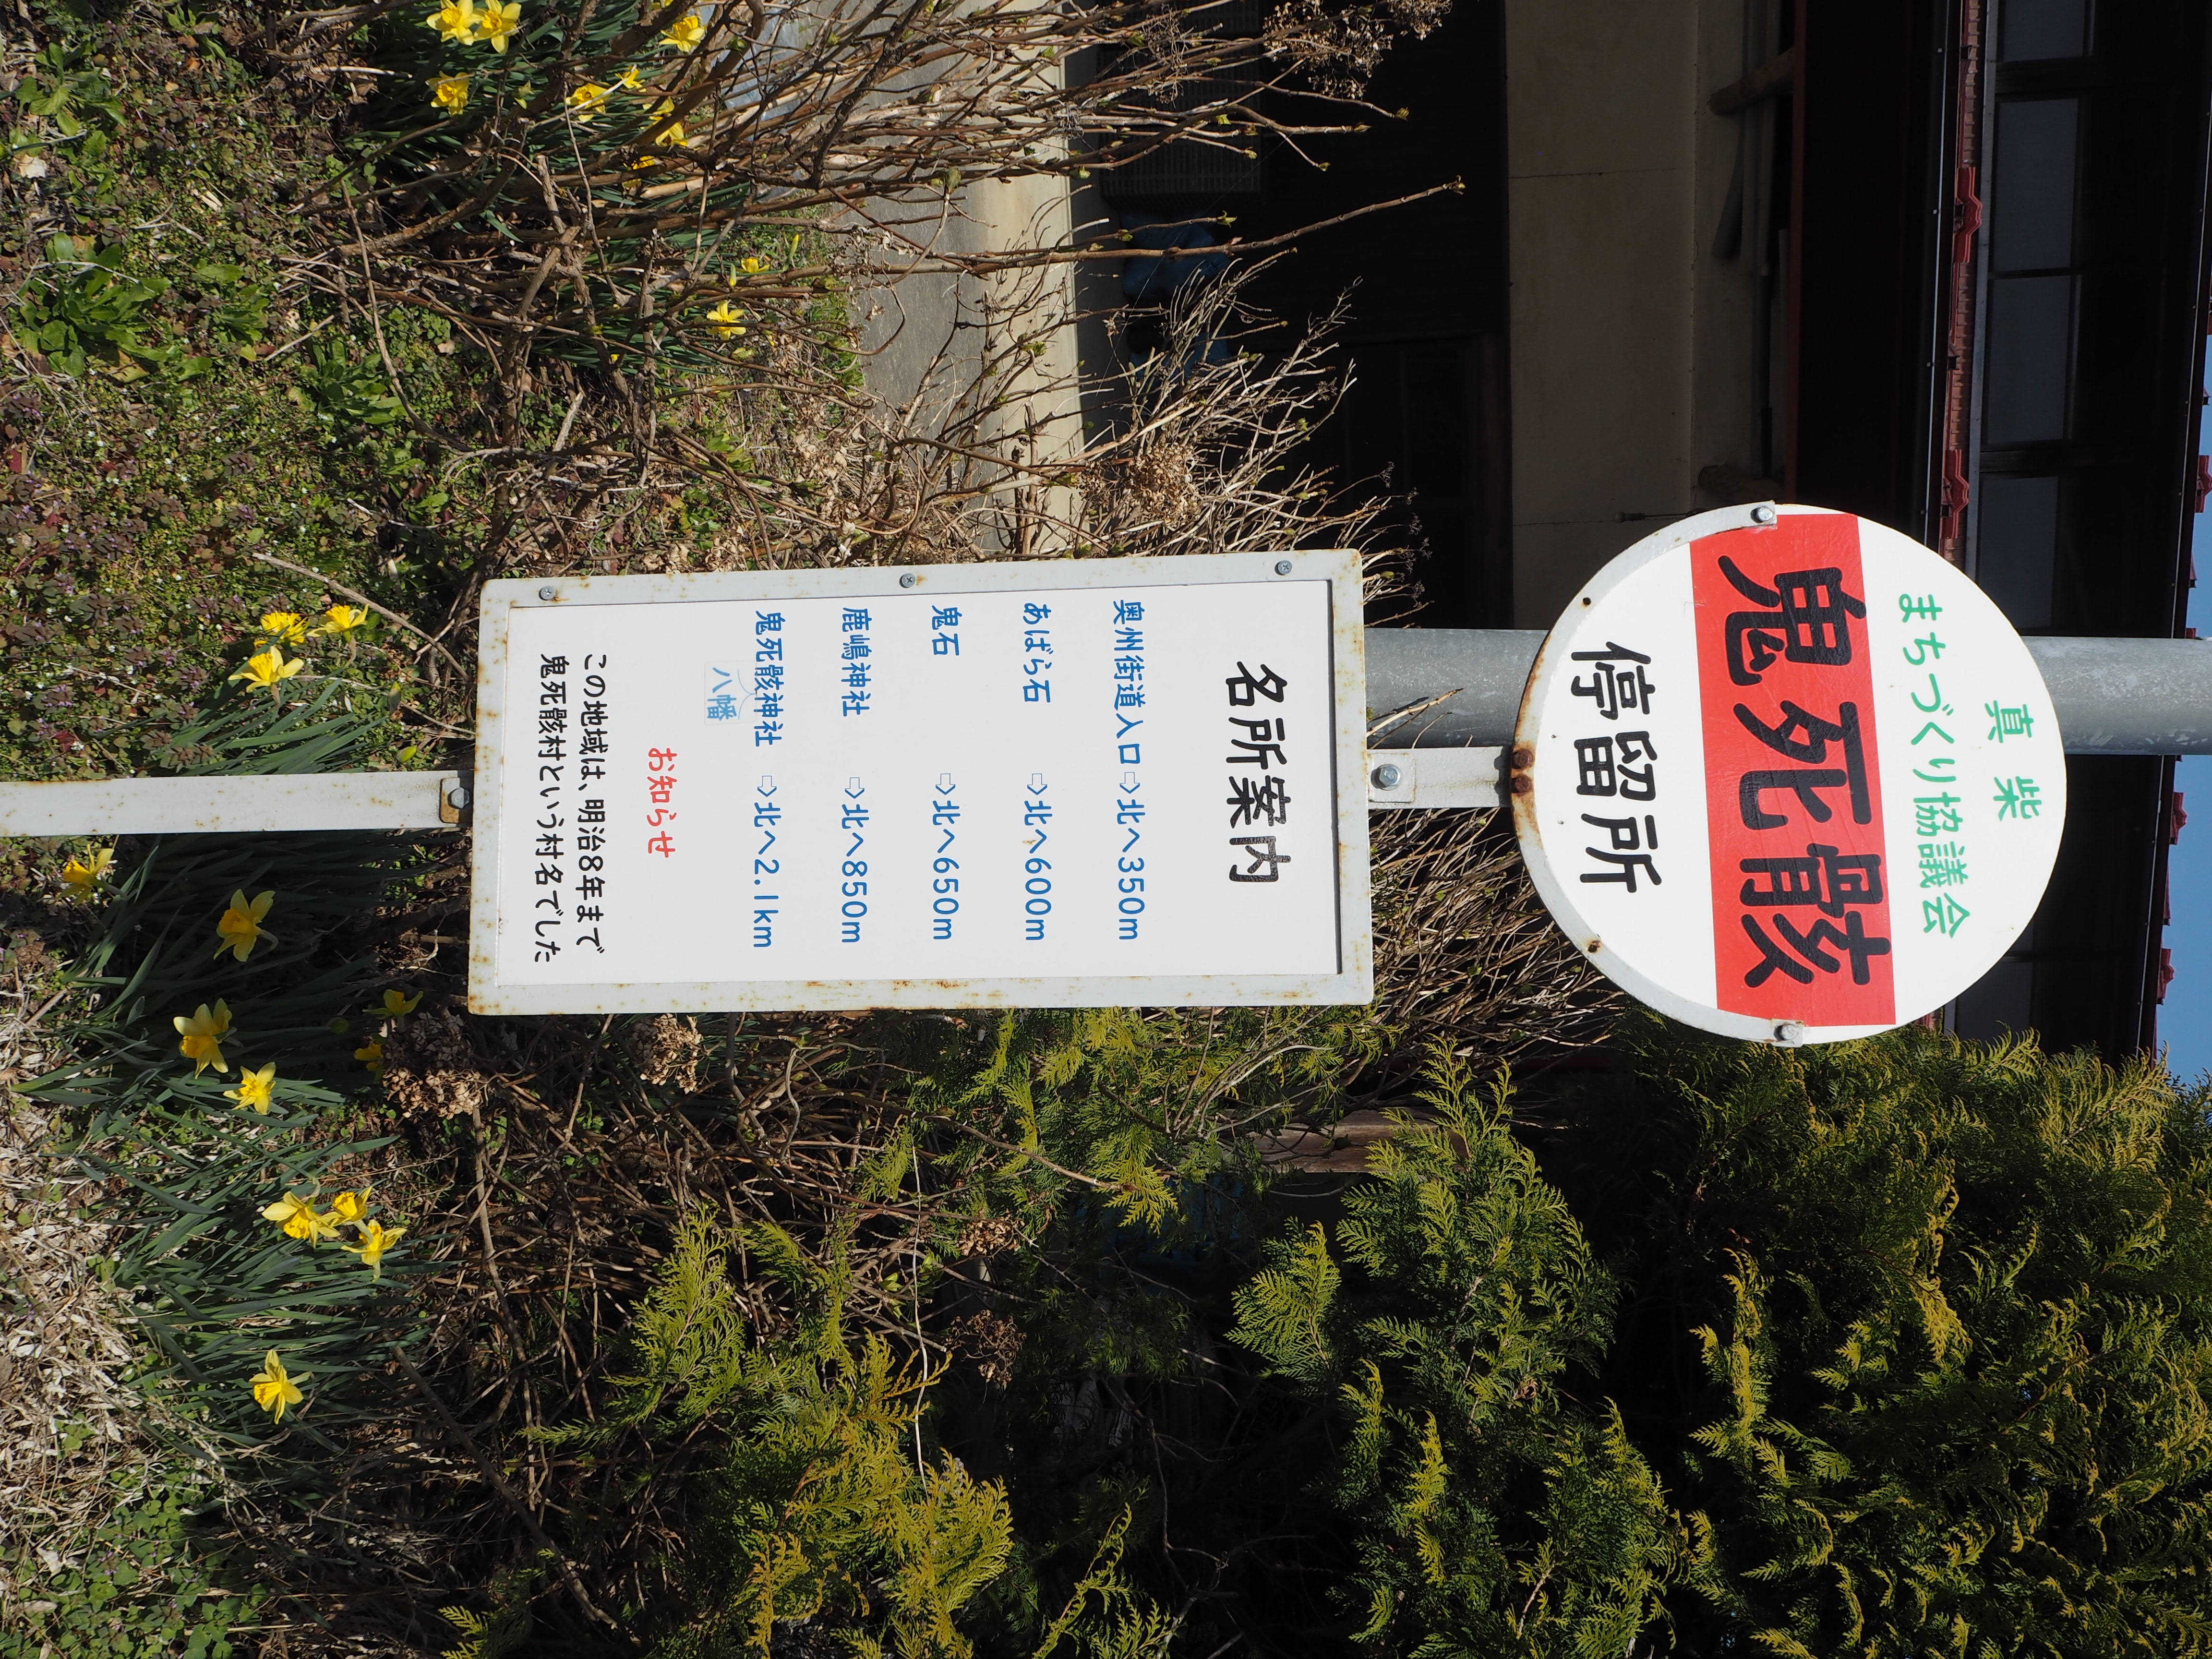 真柴
まちづくり協議会
鬼死骸
停留所
名所案内
奥州街道入口⇨北へ350m
あばら石 ⇨北へ600m
鬼石 ⇨北へ650m
鹿嶋神社 ⇨北へ850m
鬼死骸神社 ⇨北へ2.1km
八幡
お知らせ
この地域は、明治8年まで
鬼死骸村という村名でした